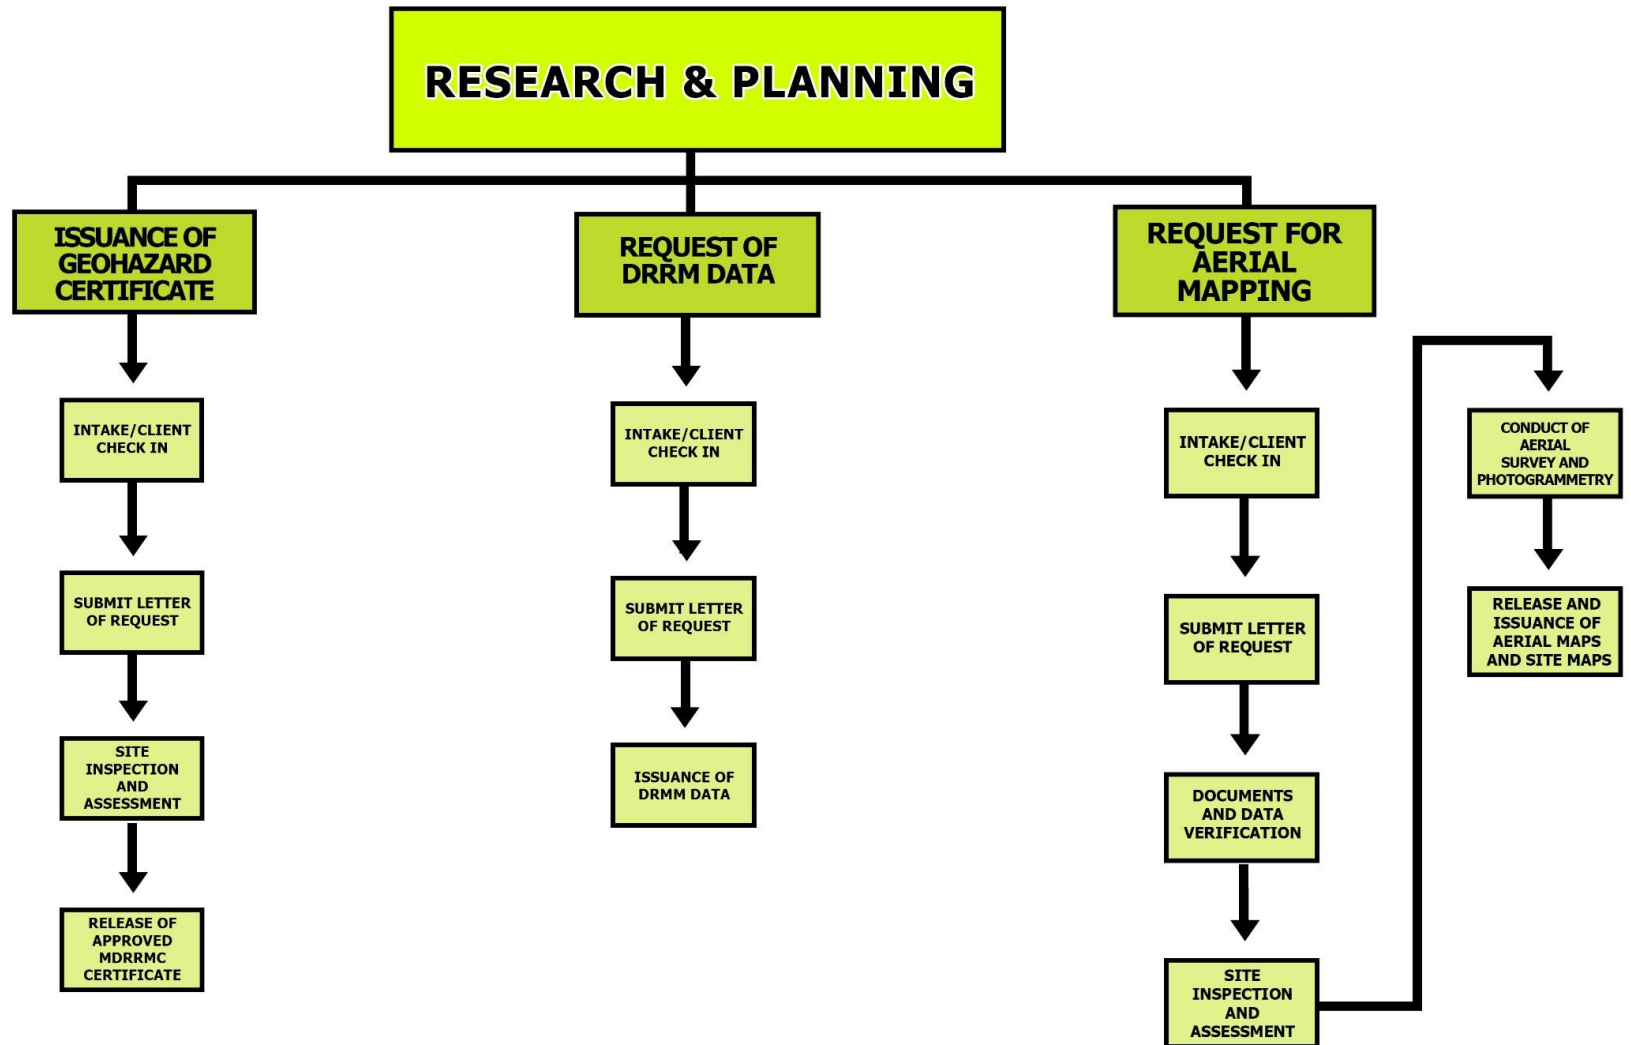 RESEARCH & PLANNING
ISSUANCE OF
GEOHAZARD
CERTIFICATE
INTAKE/CLIENT
CHECK IN
SUBMIT LETTER
OF REQUEST
SITE
INSPECTION
AND
ASSESSMENT
RELEASE OF
APPROVED
MDRRMC
CERTIFICATE
REQUEST OF
DRRM DATA
INTAKE/CLIENT
CHECK IN
SUBMIT LETTER
OF REQUEST
ISSUANCE OF
DRMM DATA
REQUEST FOR
AERIAL
MAPPING
INTAKE/CLIENT
CHECK IN
SUBMIT LETTER
OF REQUEST
DOCUMENTS
AND DATA
VERIFICATION
SITE
INSPECTION
AND
ASSESSMENT
CONDUCT OF
AERIAL
SURVEY AND
PHOTOGRAMMETRY
RELEASE AND
ISSUANCE OF
AERIAL MAPS
AND SITE MAPS